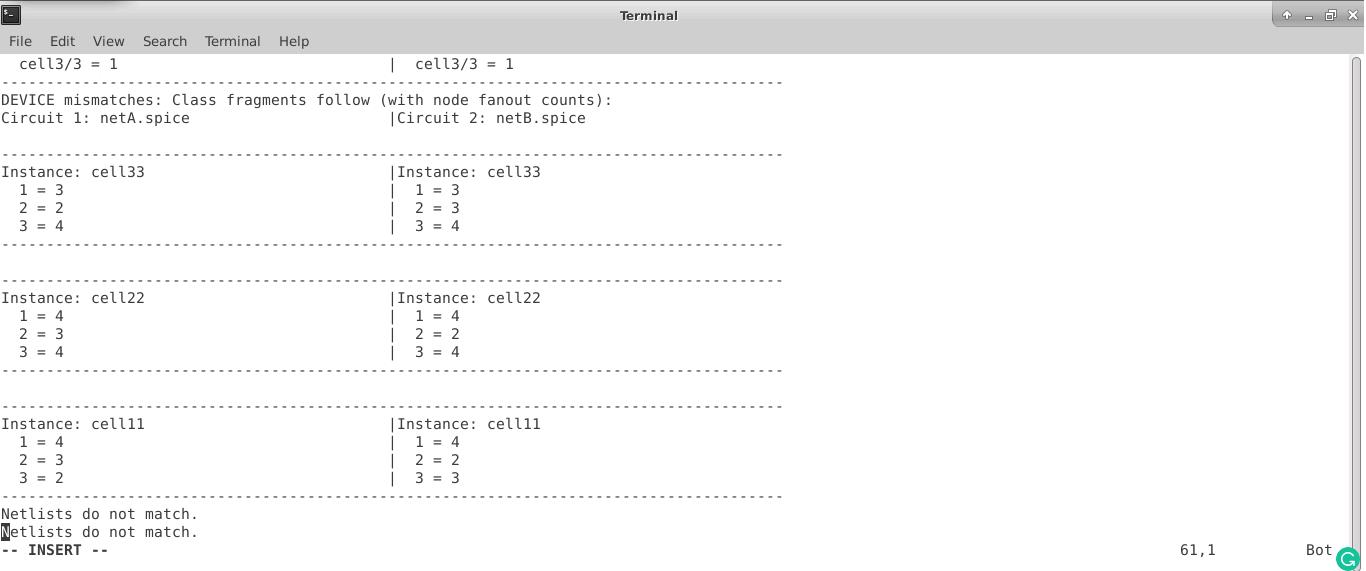 Terminal
File Edit View Search Terminal Help
  cell3/3 = 1                              |  cell3/3 = 1
---------------------------------------------------------------------------------------
DEVICE mismatches: Class fragments follow (with node fanout counts):
Circuit 1: netA.spice                      |Circuit 2: netB.spice
---------------------------------------------------------------------------------------
Instance: cell33                           |Instance: cell33
  1 = 3                                    |  1 = 3
  2 = 2                                    |  2 = 3
  3 = 4                                    |  3 = 4
---------------------------------------------------------------------------------------
---------------------------------------------------------------------------------------
Instance: cell22                           |Instance: cell22
  1 = 4                                    |  1 = 4
  2 = 3                                    |  2 = 2
  3 = 4                                    |  3 = 4
---------------------------------------------------------------------------------------
---------------------------------------------------------------------------------------
Instance: cell11                           |Instance: cell11
  1 = 4                                    |  1 = 4
  2 = 3                                    |  2 = 2
  3 = 2                                    |  3 = 3
---------------------------------------------------------------------------------------
Netlists do not match.
Netlists do not match.
-- INSERT -- 61,1 Bot